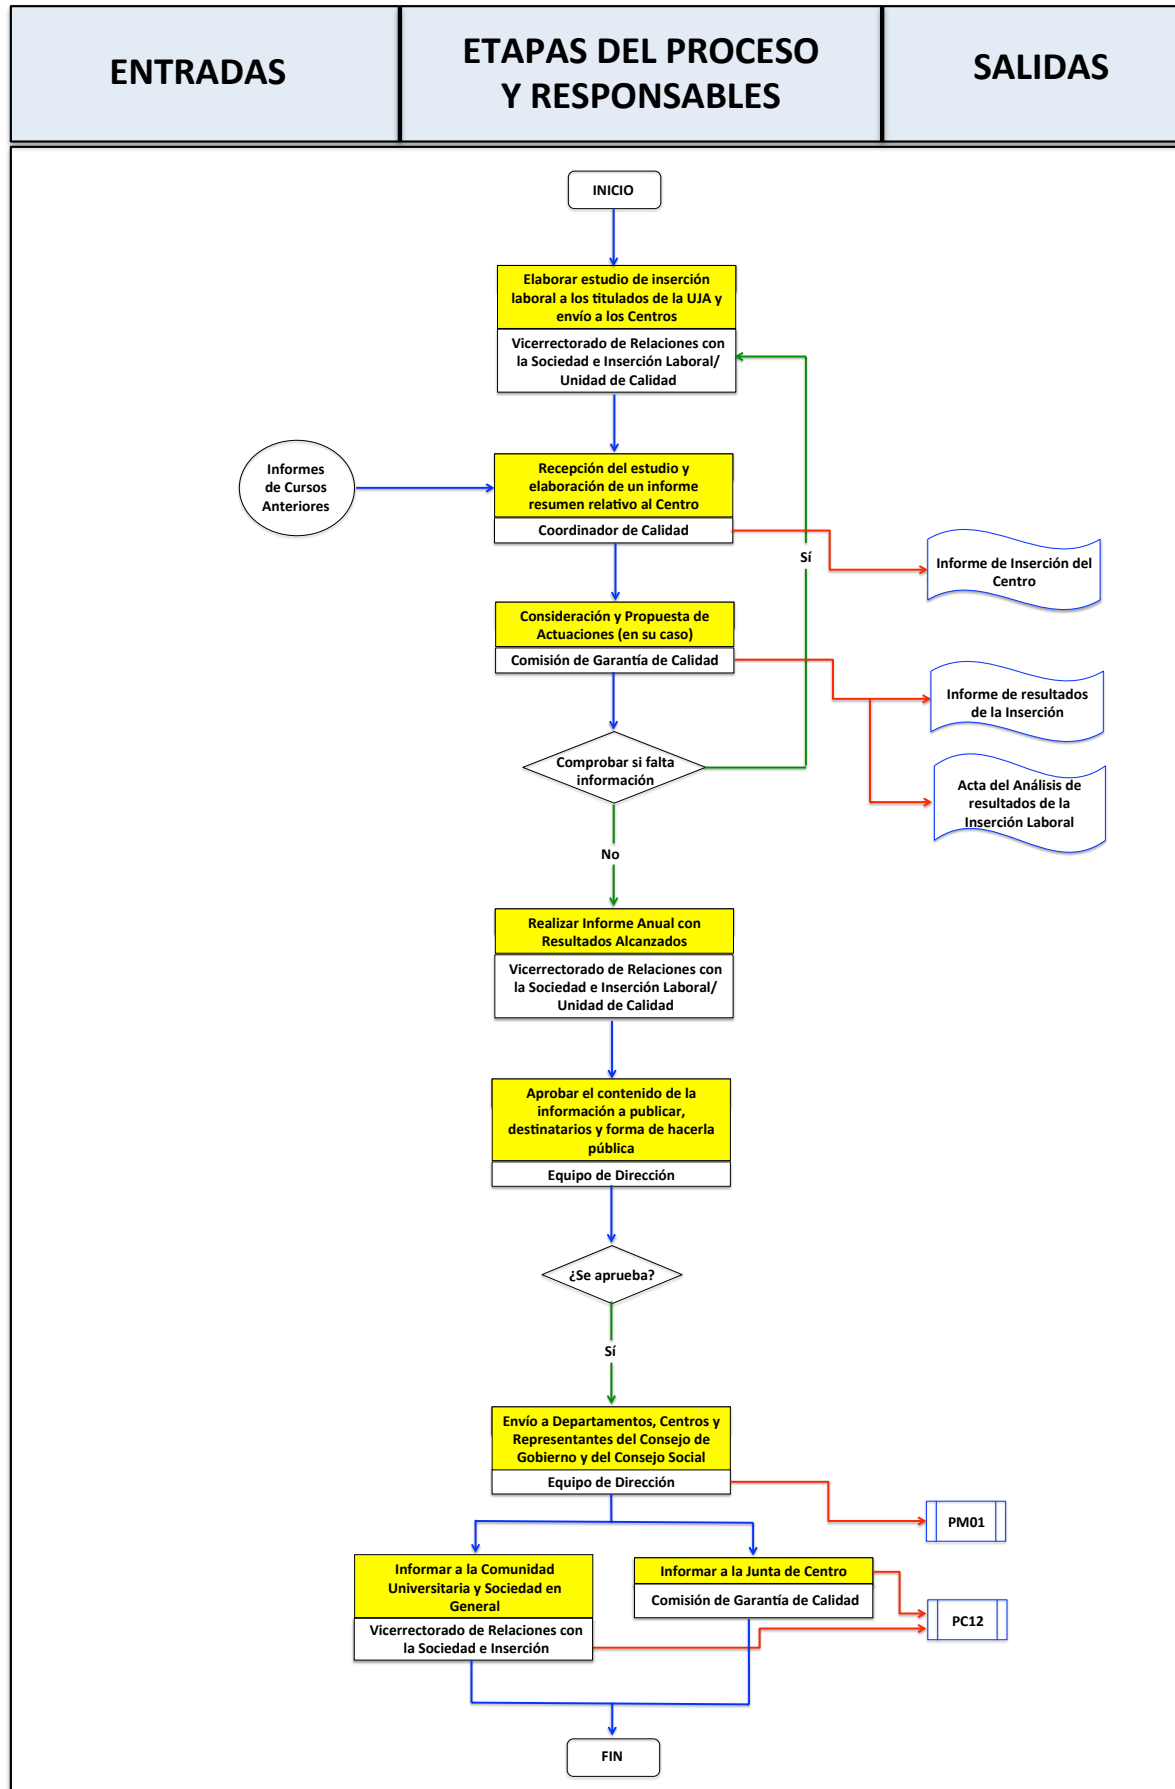 ENTRADAS
ETAPAS DEL PROCESO
Y RESPONSABLES
SALIDAS
INICIO
Elaborar estudio de inserción
laboral a los titulados de la UJA y
envío a los Centros
Vicerrectorado de Relaciones con
la Sociedad e Inserción Laboral/
Unidad de Calidad
Informes
de Cursos
Anteriores
Recepción del estudio y
elaboración de un informe
resumen relativo al Centro
Coordinador de Calidad
Sí
Informe de Inserción del
Centro
Consideración y Propuesta de
Actuaciones (en su caso)
Comisión de Garantía de Calidad
Informe de resultados
de la Inserción
Comprobar si falta
información
Acta del Análisis de
resultados de la
Inserción Laboral
No
Realizar Informe Anual con
Resultados Alcanzados
Vicerrectorado de Relaciones con
la Sociedad e Inserción Laboral/
Unidad de Calidad
Aprobar el contenido de la
información a publicar,
destinatarios y forma de hacerla
pública
Equipo de Dirección
¿Se aprueba?
Sí
Envío a Departamentos, Centros y
Representantes del Consejo de
Gobierno y del Consejo Social
Equipo de Dirección
PM01
Informar a la Comunidad
Universitaria y Sociedad en
General
Vicerrectorado de Relaciones con
la Sociedad e Inserción
Informar a la Junta de Centro
Comisión de Garantía de Calidad
PC12
FIN